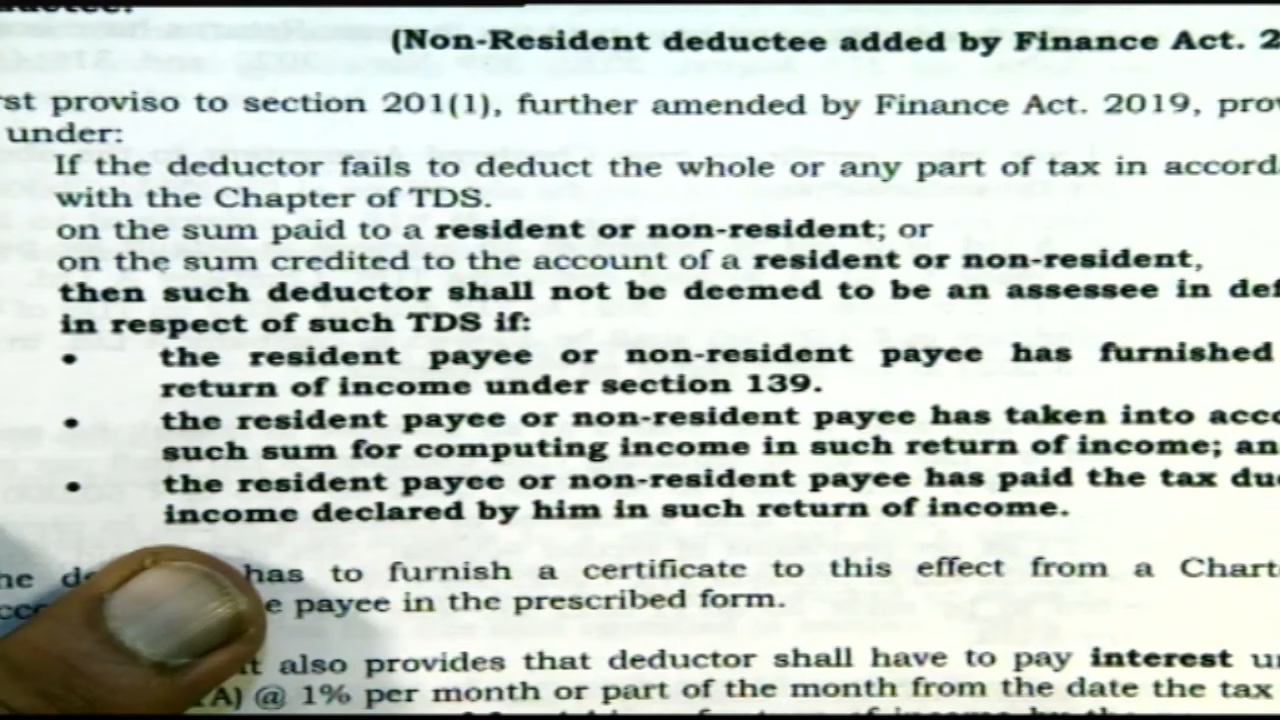 (Non-Resident deductee added by Finance Act. 2
rst proviso to section 201(1), further amended by Finance Act. 2019, prov
under:
If the deductor fails to deduct the whole or any part of tax in accord
with the Chapter of TDS.
on the sum paid to a resident or non-resident; or
on the sum credited to the account of a resident or non-resident,
then such deductor shall not be deemed to be an assessee in def
in respect of such TDS if:
• the resident payee or non-resident payee has furnished
return of income under section 139.
• the resident payee or non-resident payee has taken into acco
such sum for computing income in such return of income; an
• the resident payee or non-resident payee has paid the tax du
income declared by him in such return of income.
he de has to furnish a certificate to this effect from a Chart
acco e payee in the prescribed form.
t also provides that deductor shall have to pay interest u
A) @ 1% per month or part of the month from the date the tax